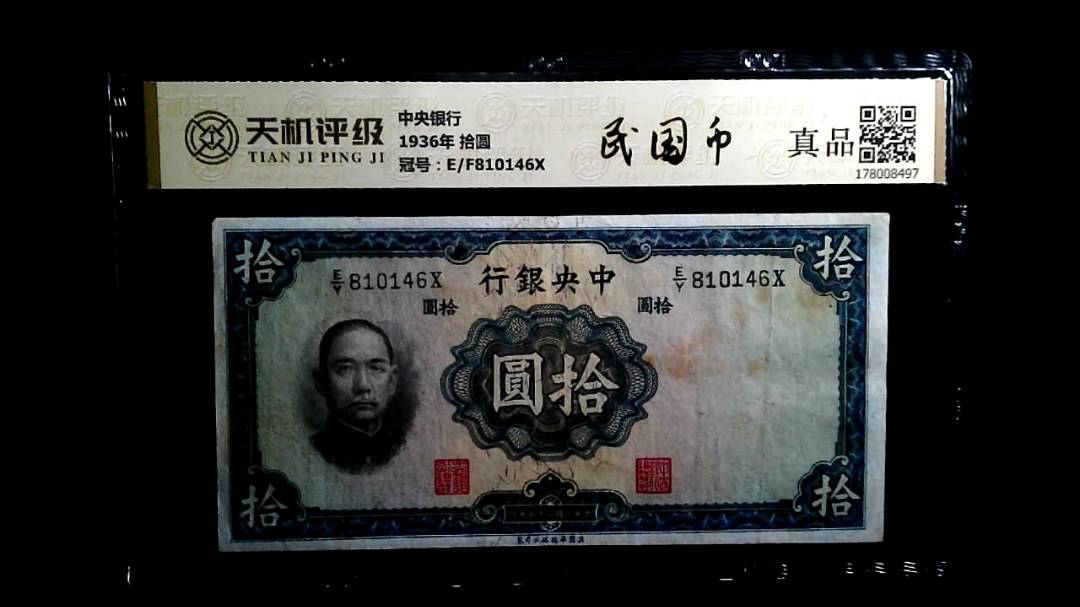 天机评级
TIAN JI PING JI
中央银行
1936年 拾圆
冠号：E/F810146X
民国币
真品
178008497
拾
拾
E/Y 810146X
行銀央中
E/Y 810146X
圓拾
圓拾
圓拾
拾
拾